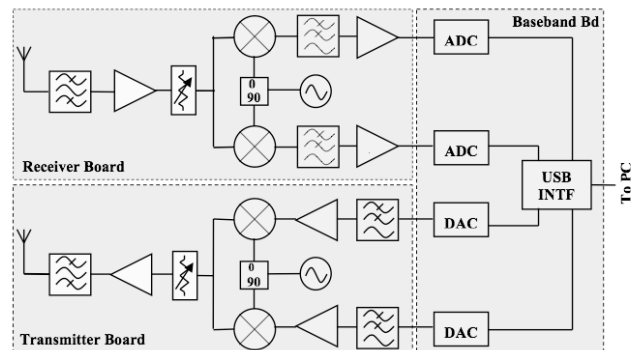 Baseband Bd
ADC
0
90
Receiver Board
ADC
USB
INTF
To PC
DAC
0
90
Transmitter Board
DAC